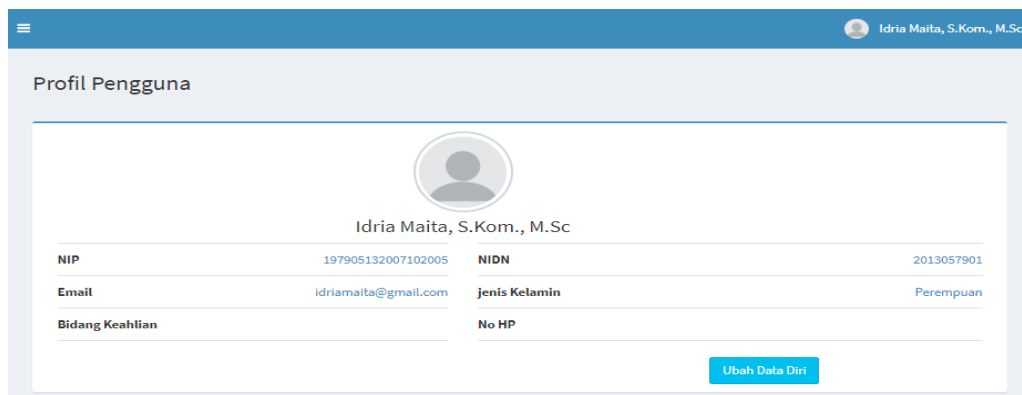 Idria Maita, S.Kom., M.Sc
Profil Pengguna
Idria Maita, S.Kom., M.Sc
NIP 197905132007102005 NIDN 2013057901
Email idriamaita@gmail.com jenis Kelamin Perempuan
Bidang Keahlian No HP
Ubah Data Diri